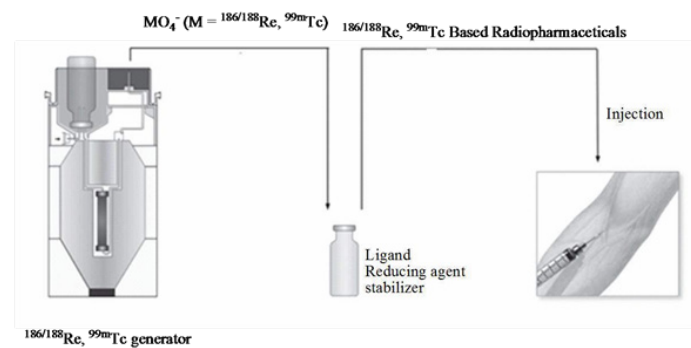 MO₄⁻ (M = ¹⁸⁶/¹⁸⁸Re, ⁹⁹ᵐTc)
¹⁸⁶/¹⁸⁸Re, ⁹⁹ᵐTc Based Radiopharmaceticals
Injection
Ligand
Reducing agent
stabilizer
¹⁸⁶/¹⁸⁸Re, ⁹⁹ᵐTc generator